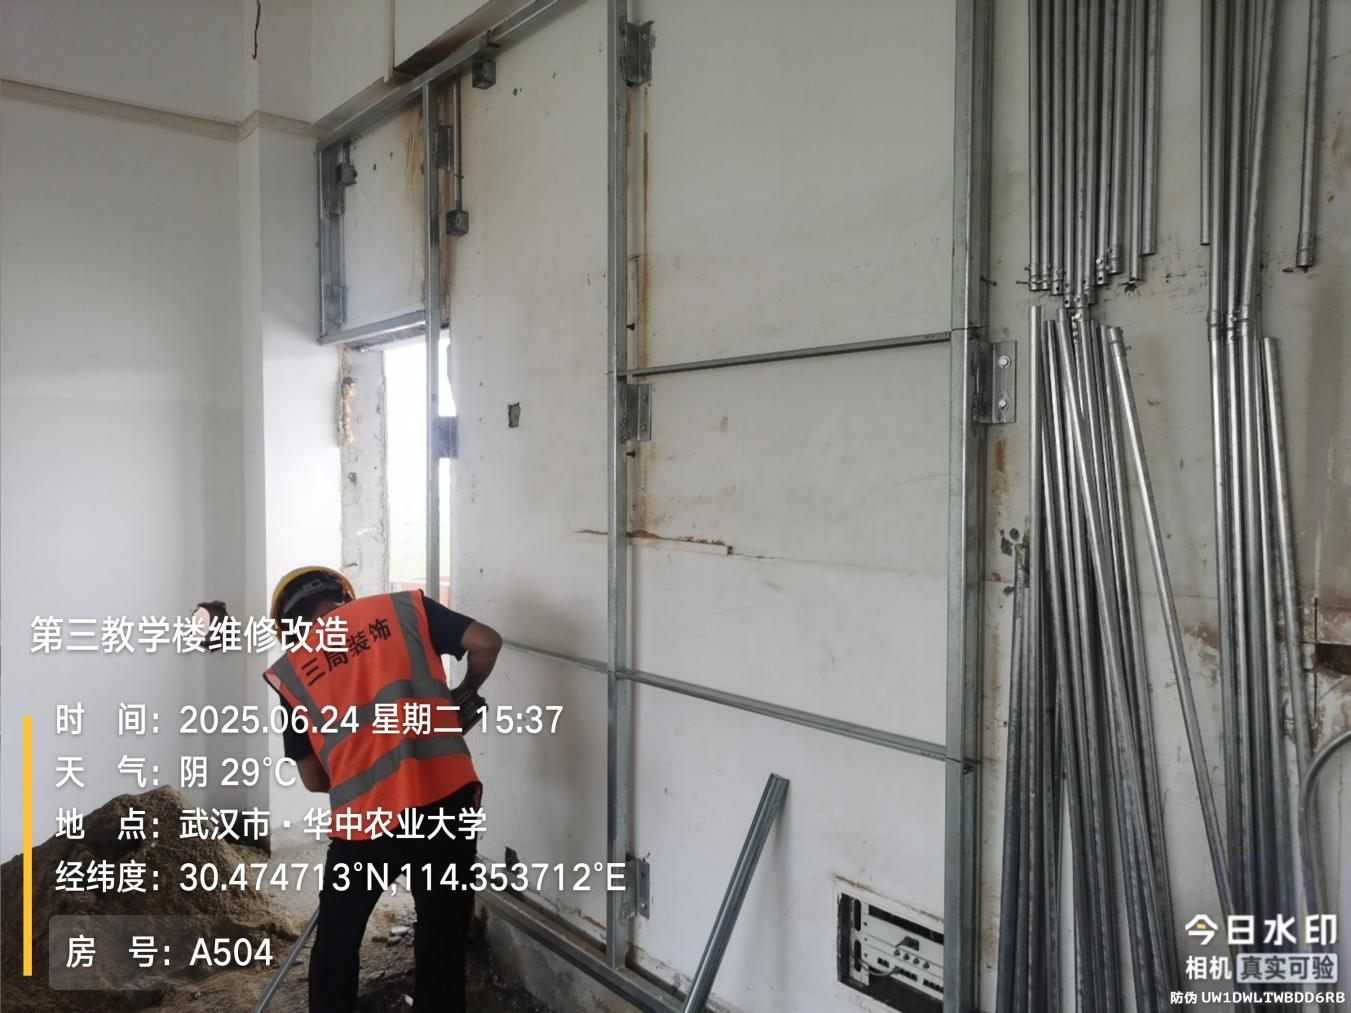 三局装饰
第三教学楼维修改造
时 间：2025.06.24 星期二 15:37
天 气：阴 29°C
地 点：武汉市·华中农业大学
经纬度：30.474713°N,114.353712°E
房 号：A504
今日水印
相机 真实可验
防伪 UW1DWLTWBDD6RB